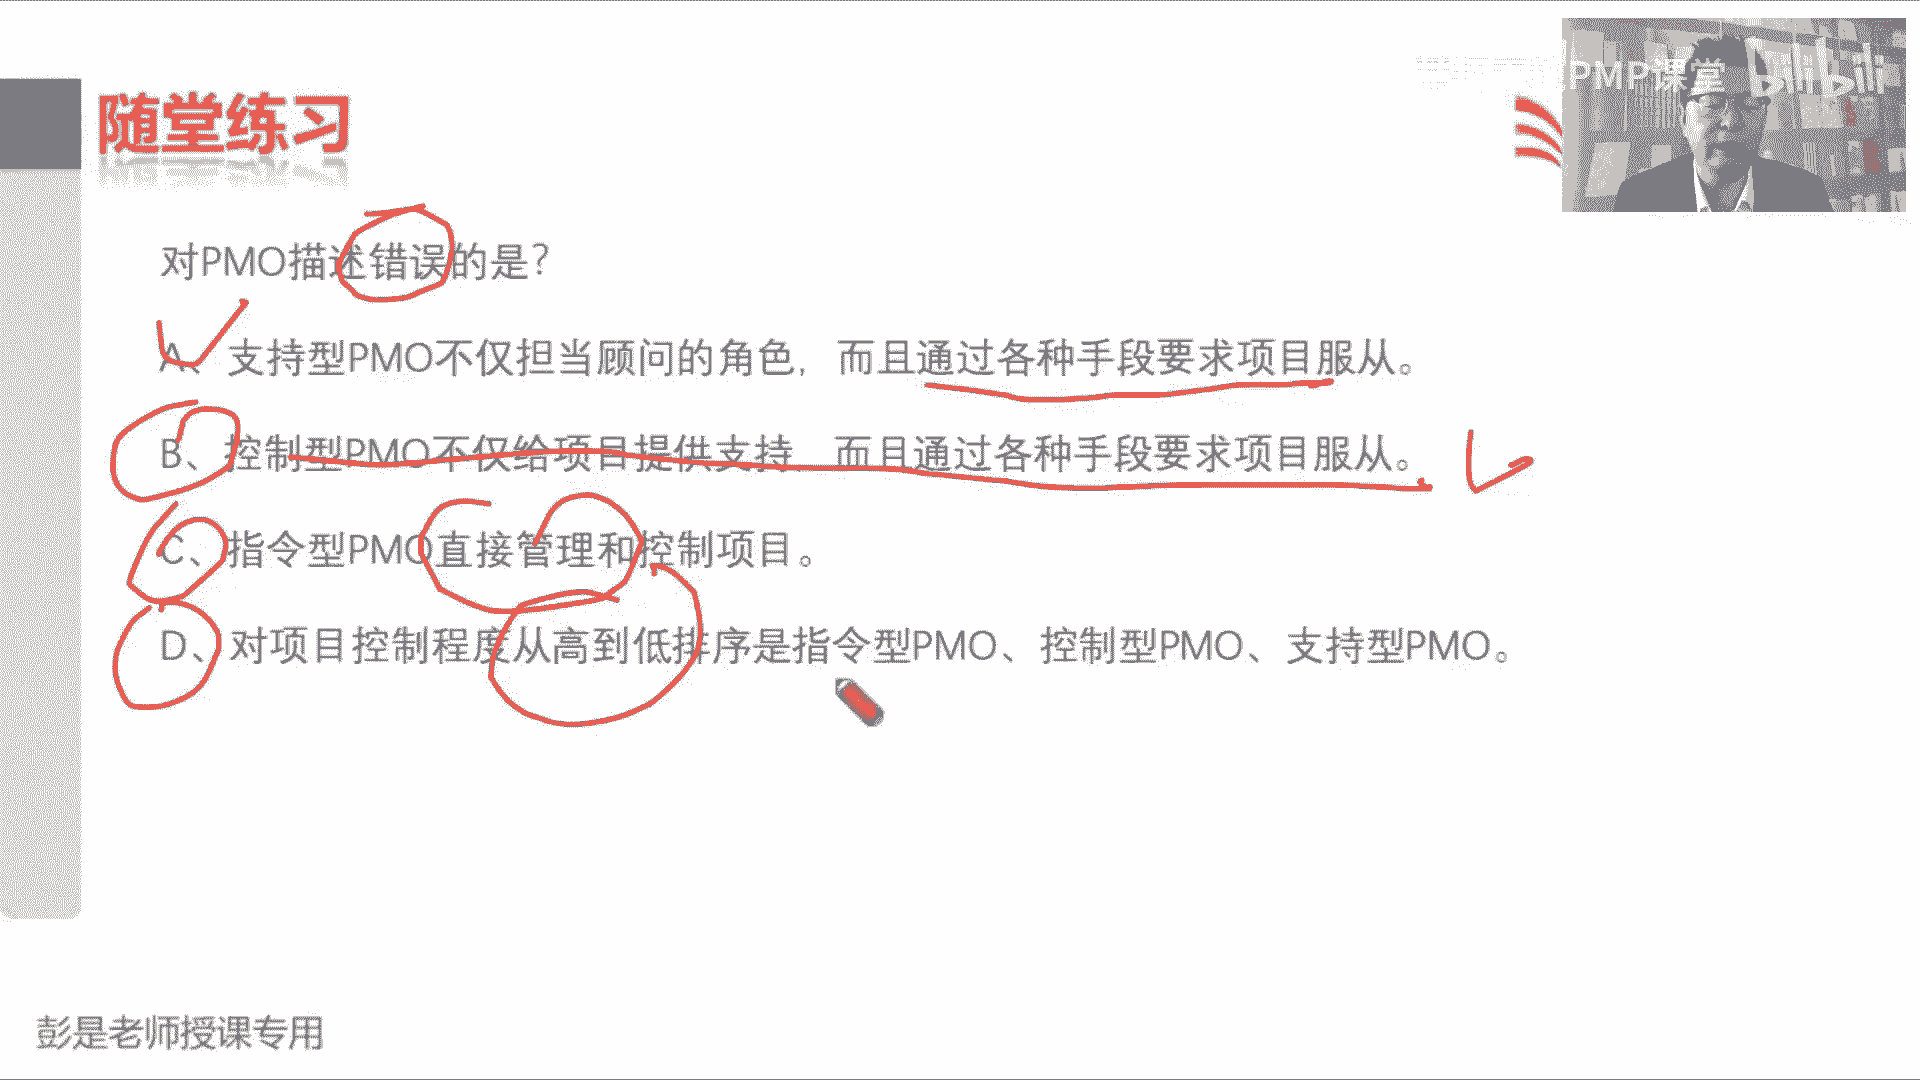 PMP课堂 bilibili
随堂练习
对PMO描述错误的是？
A、支持型PMO不仅担当顾问的角色，而且通过各种手段要求项目服从。
B、控制型PMO不仅给项目提供支持，而且通过各种手段要求项目服从。
C、指令型PMO直接管理和控制项目。
D、对项目控制程度从高到低排序是指令型PMO、控制型PMO、支持型PMO。
彭是老师授课专用